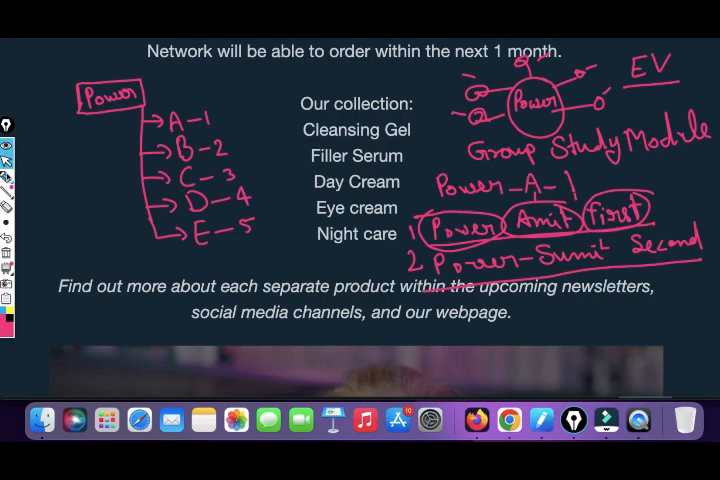 Network will be able to order within the next 1 month.
Our collection:
Cleansing Gel
Filler Serum
Day Cream
Eye cream
Night care
Find out more about each separate product within the upcoming newsletters,
social media channels, and our webpage.
Power
A-1
B-2
C-3
D-4
E-5
Power
EV
Group Study Module
Power-A-1
1 Power Amit First
2 Power-Sumit Second
10